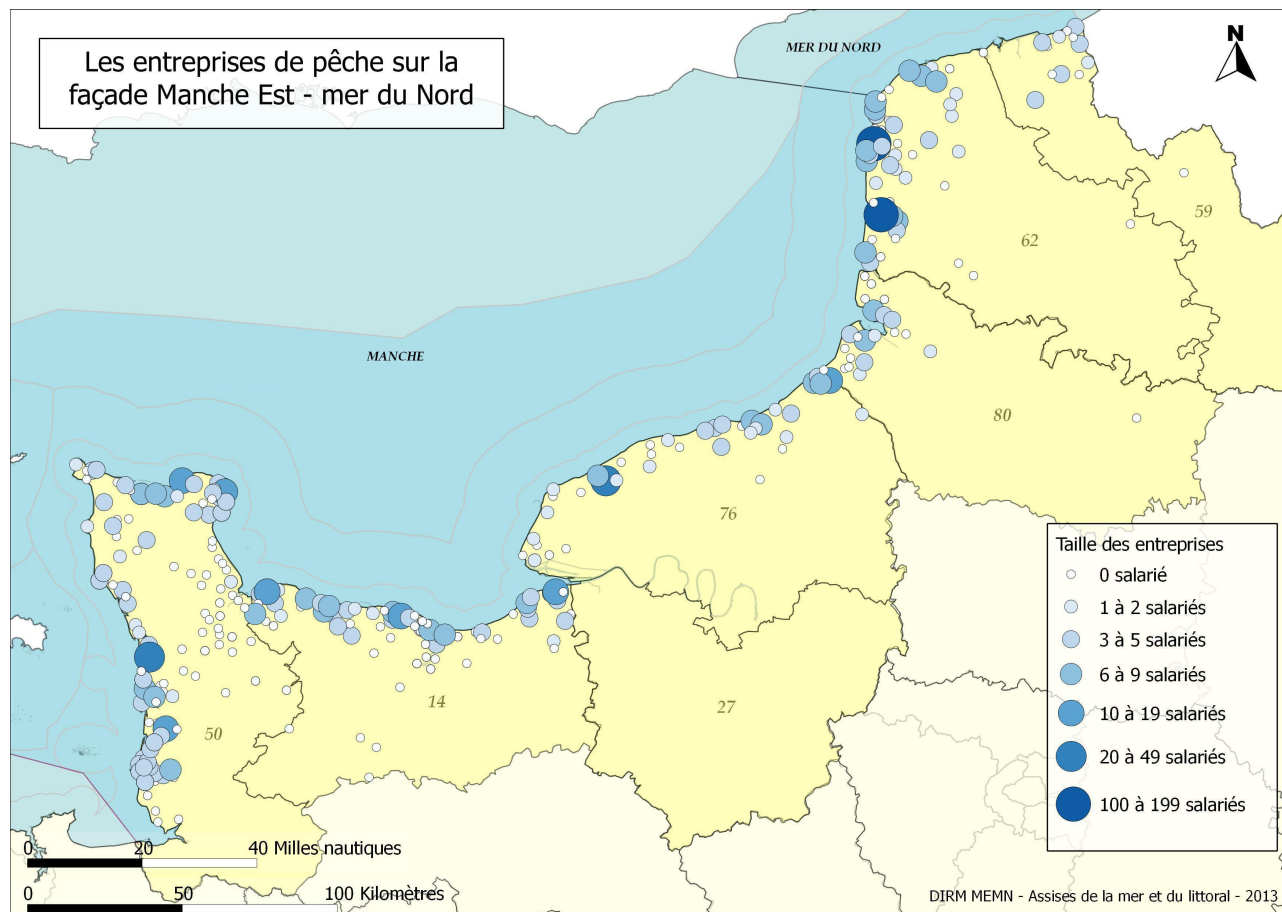 Les entreprises de pêche sur la
façade Manche Est - mer du Nord
MER DU NORD
N
59
62
MANCHE
80
76
Taille des entreprises
0 salarié
1 à 2 salariés
3 à 5 salariés
6 à 9 salariés
10 à 19 salariés
20 à 49 salariés
100 à 199 salariés
14
27
50
0 20 40 Milles nautiques
0 50 100 Kilomètres
DIRM MEMN - Assises de la mer et du littoral - 2013